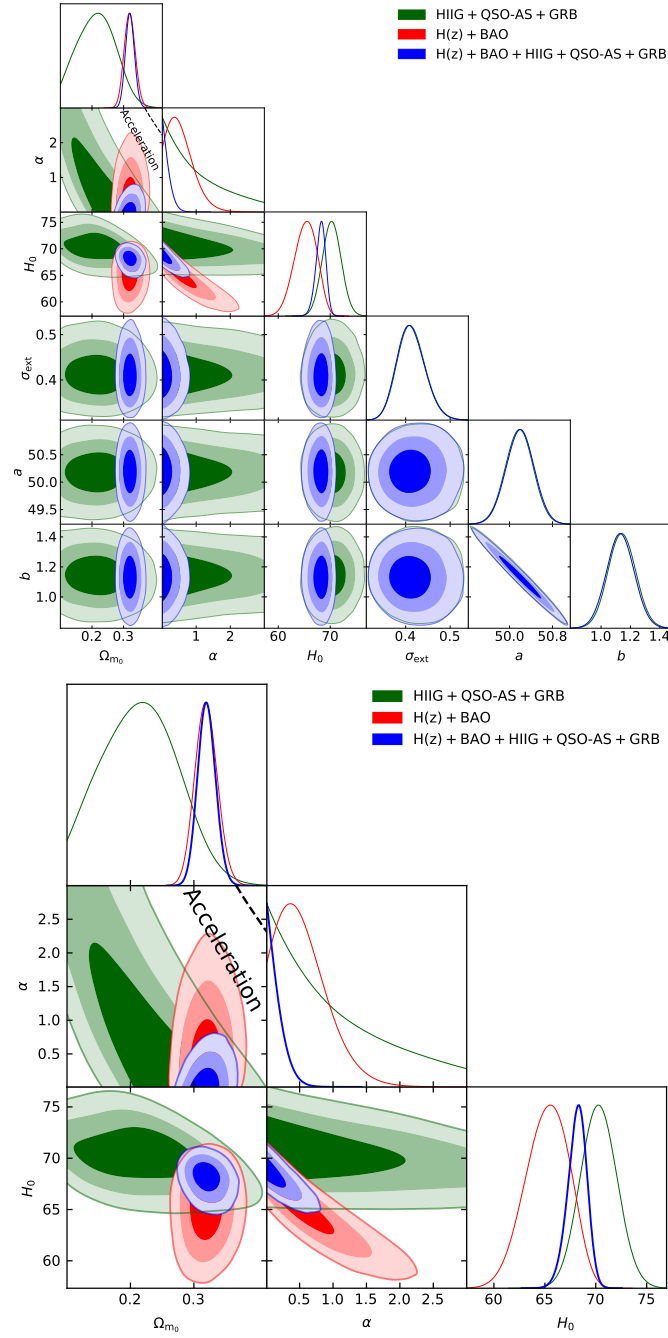 HIIG + QSO-AS + GRB
H(z) + BAO
H(z) + BAO + HIIG + QSO-AS + GRB
Acceleration
α
2
1
H₀
75
70
65
60
σ_ext
0.5
0.4
a
50.5
50.0
49.5
b
1.4
1.2
1.0
0.2 0.3
1 2
60 70
0.4 0.5
50.0 50.8
1.0 1.2 1.4
Ω_m₀
α
H₀
σ_ext
a
b
HIIG + QSO-AS + GRB
H(z) + BAO
H(z) + BAO + HIIG + QSO-AS + GRB
Acceleration
α
2.5
2.0
1.5
1.0
0.5
H₀
75
70
65
60
0.2 0.3
0.5 1.0 1.5 2.0 2.5
60 65 70 75
Ω_m₀
α
H₀